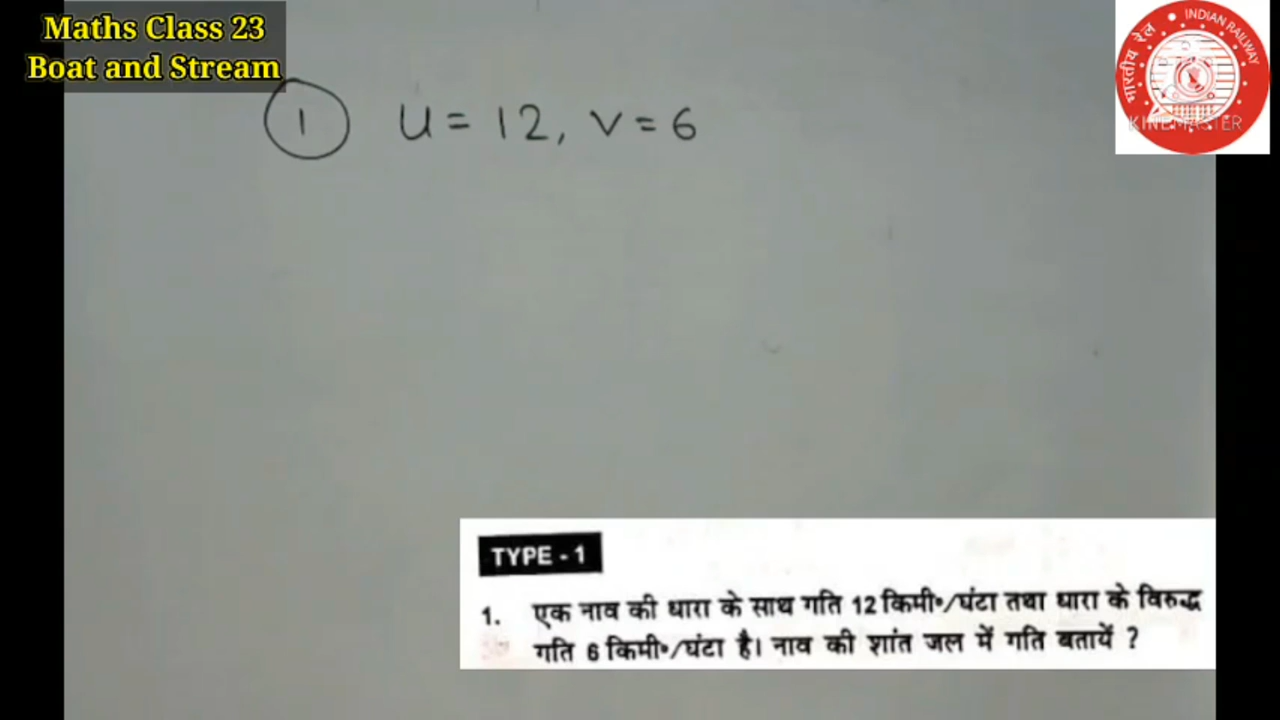 Maths Class 23
Boat and Stream
भारतीय रेल
INDIAN RAILWAY
KINEMASTER
1 u = 12, v = 6
TYPE - 1
1. एक नाव की धारा के साथ गति 12 किमी॰/घंटा तथा धारा के विरुद्ध
गति 6 किमी॰/घंटा है। नाव की शांत जल में गति बतायें ?